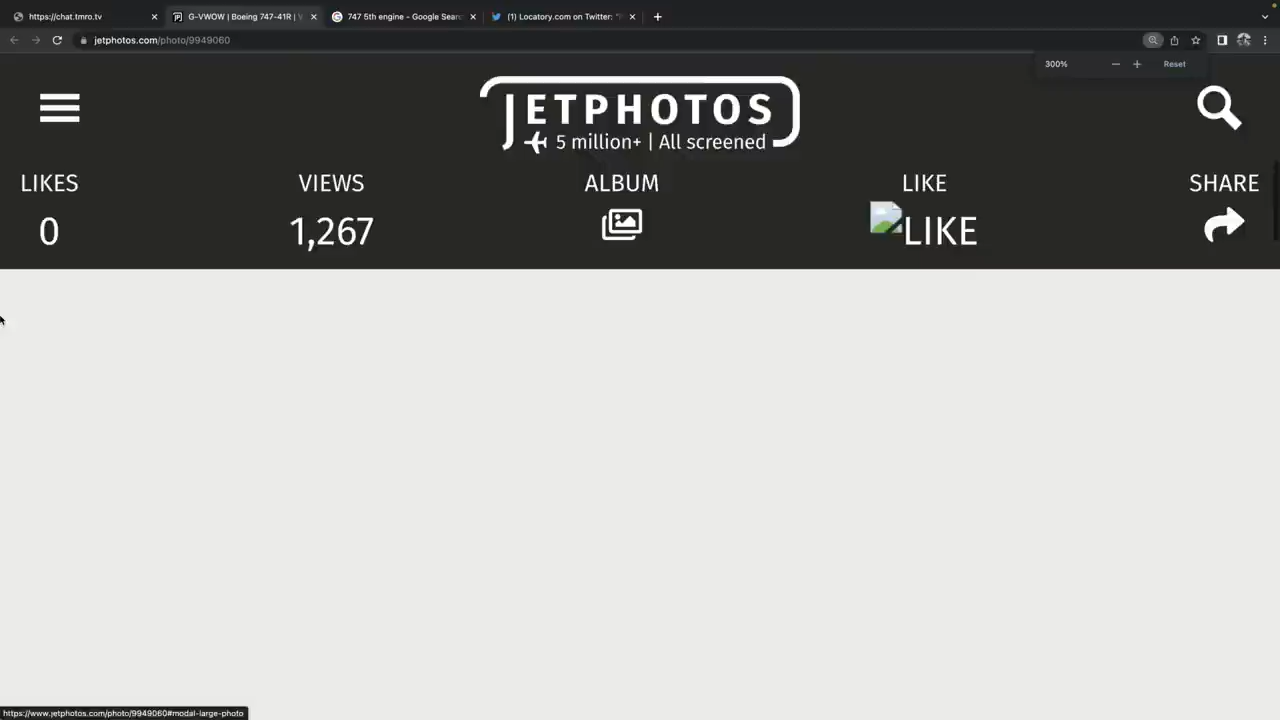 https://chat.tmro.tv
G-VWOW | Boeing 747-41R | V
747 5th engine - Google Sear
(1) Locatory.com on Twitter: "
jetphotos.com/photo/9949060
300%
Reset
JETPHOTOS
5 million+ | All screened
LIKES
VIEWS
ALBUM
LIKE
SHARE
0
1,267
LIKE
https://www.jetphotos.com/photo/9949060#modal-large-photo